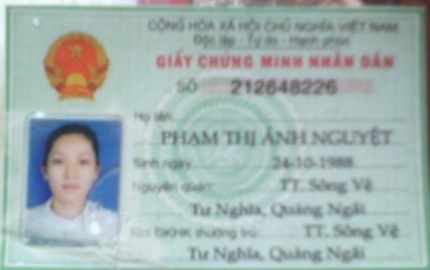 CỘNG HÒA XÃ HỘI CHỦ NGHĨA VIỆT NAM
Độc lập - Tự do - Hạnh phúc
GIẤY CHỨNG MINH NHÂN DÂN
SỐ 212648226
Họ tên:
PHẠM THỊ ÁNH NGUYỆT
Sinh ngày 24-10-1988
Nguyên quán: TT. Sông Vệ
Tư Nghĩa, Quảng Ngãi
Nơi ĐKHK thường trú: TT. Sông Vệ
Tư Nghĩa, Quảng Ngãi